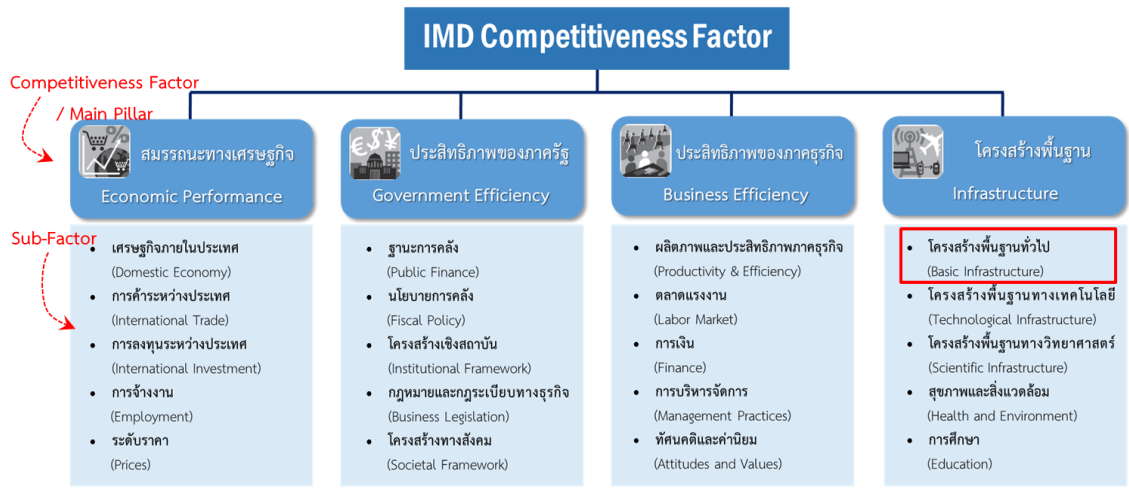 IMD Competitiveness Factor
Competitiveness Factor
/ Main Pillar
สมรรถนะทางเศรษฐกิจ
Economic Performance
ประสิทธิภาพของภาครัฐ
Government Efficiency
ประสิทธิภาพของภาคธุรกิจ
Business Efficiency
โครงสร้างพื้นฐาน
Infrastructure
Sub-Factor
• เศรษฐกิจภายในประเทศ
(Domestic Economy)
• การค้าระหว่างประเทศ
(International Trade)
• การลงทุนระหว่างประเทศ
(International Investment)
• การจ้างงาน
(Employment)
• ระดับราคา
(Prices)
• ฐานะการคลัง
(Public Finance)
• นโยบายการคลัง
(Fiscal Policy)
• โครงสร้างเชิงสถาบัน
(Institutional Framework)
• กฎหมายและกฎระเบียบทางธุรกิจ
(Business Legislation)
• โครงสร้างทางสังคม
(Societal Framework)
• ผลิตภาพและประสิทธิภาพภาคธุรกิจ
(Productivity & Efficiency)
• ตลาดแรงงาน
(Labor Market)
• การเงิน
(Finance)
• การบริหารจัดการ
(Management Practices)
• ทัศนคติและค่านิยม
(Attitudes and Values)
• โครงสร้างพื้นฐานทั่วไป
(Basic Infrastructure)
• โครงสร้างพื้นฐานทางเทคโนโลยี
(Technological Infrastructure)
• โครงสร้างพื้นฐานทางวิทยาศาสตร์
(Scientific Infrastructure)
• สุขภาพและสิ่งแวดล้อม
(Health and Environment)
• การศึกษา
(Education)